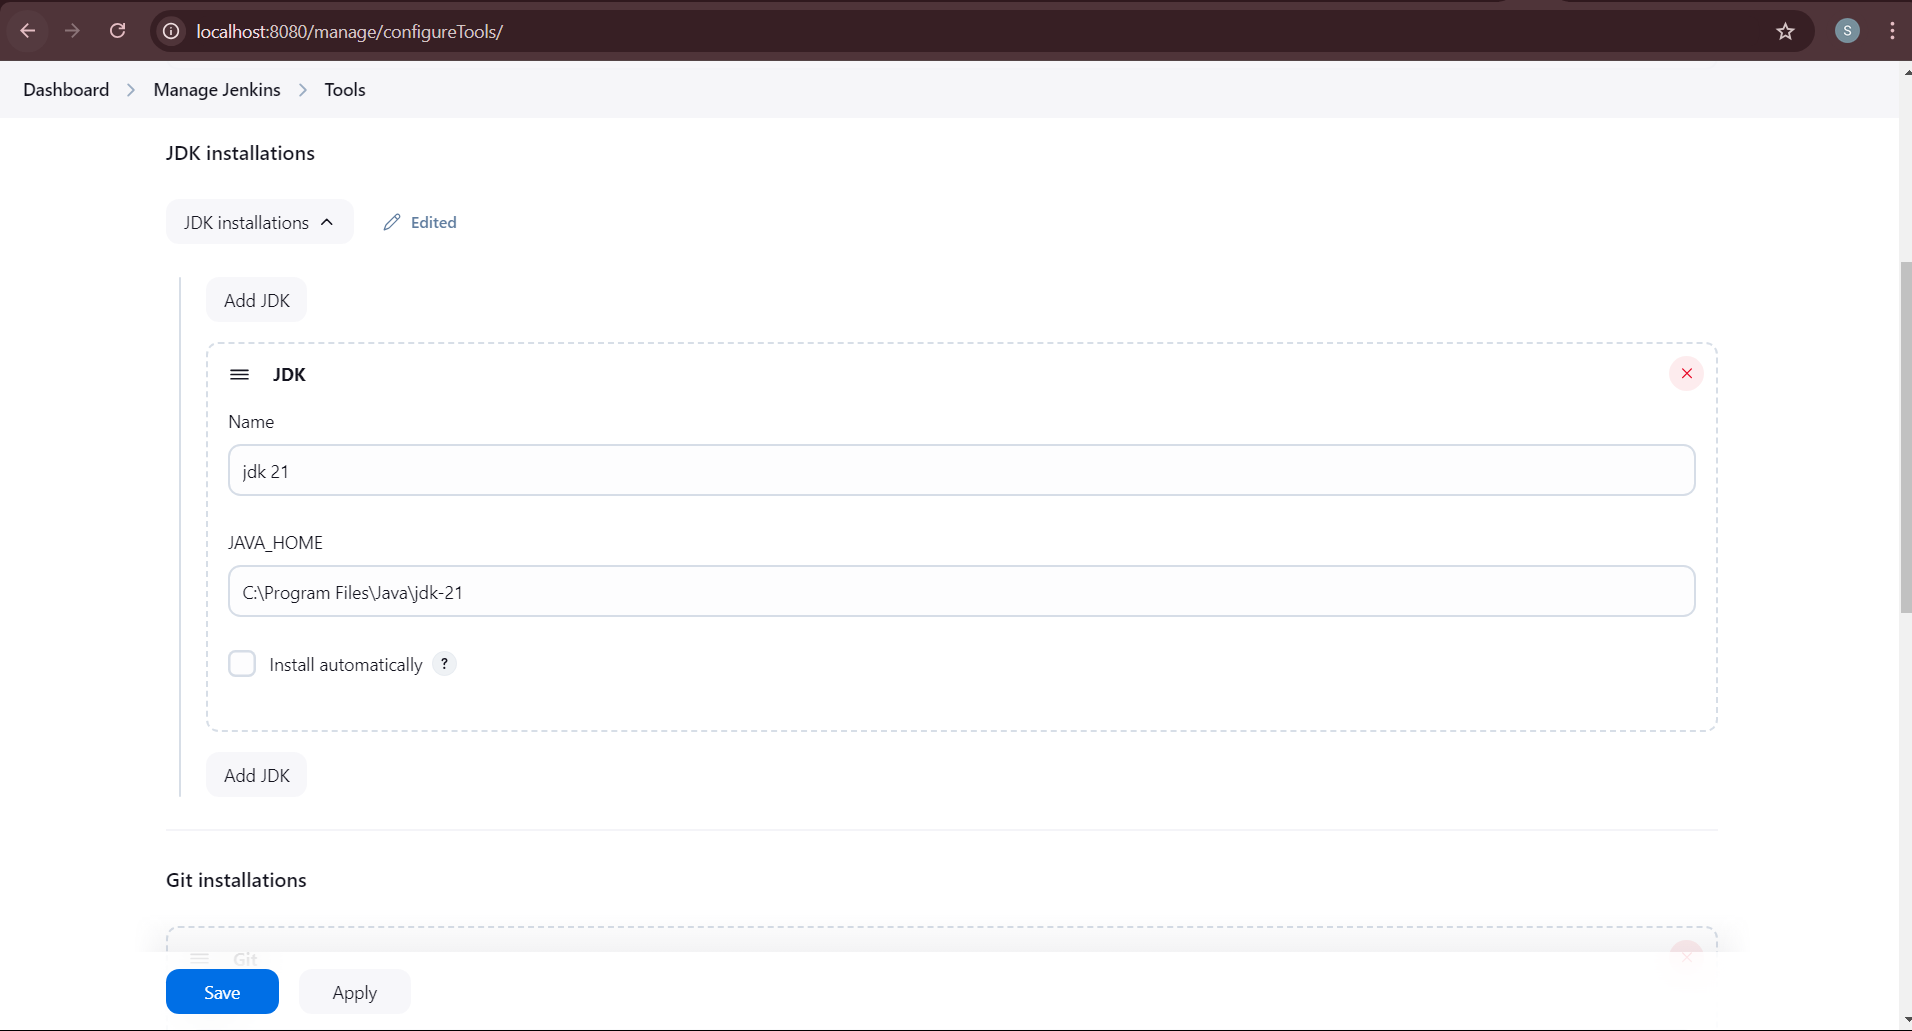 localhost:8080/manage/configureTools/
S
Dashboard > Manage Jenkins > Tools
JDK installations
JDK installations Edited
Add JDK
JDK
Name
jdk 21
JAVA_HOME
C:\Program Files\Java\jdk-21
Install automatically ?
Add JDK
Git installations
Git
Save Apply